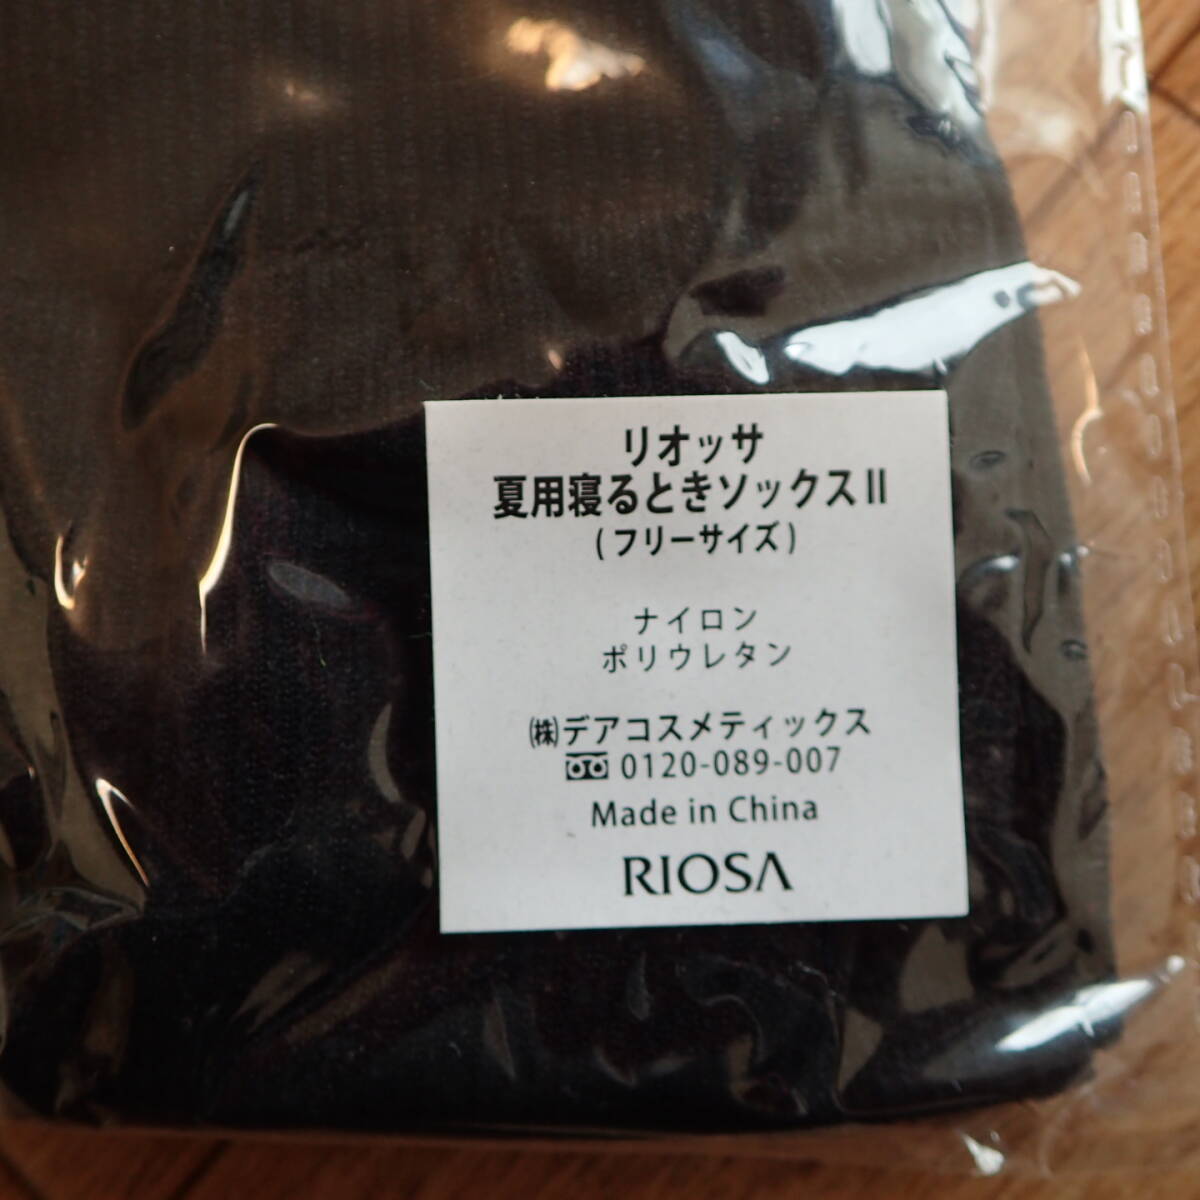 リオッサ
夏用寝るときソックスⅡ
(フリーサイズ)
ナイロン
ポリウレタン
㈱デアコスメティックス
0120-089-007
Made in China
RIOSA